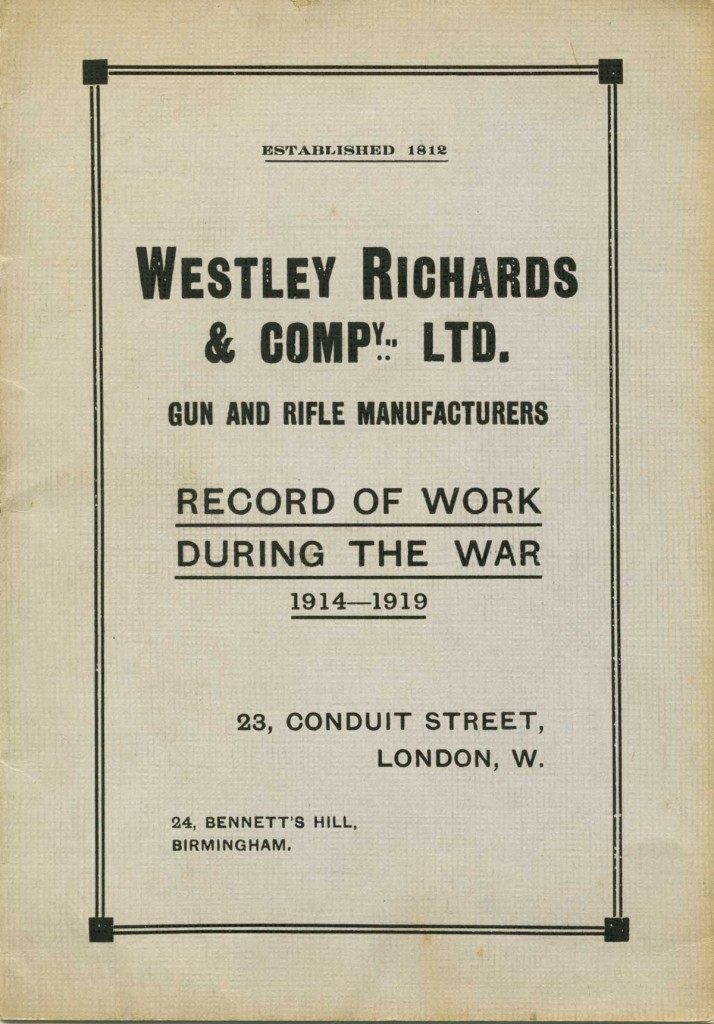 ESTABLISHED 1812
WESTLEY RICHARDS
& COMPY., LTD.
GUN AND RIFLE MANUFACTURERS
RECORD OF WORK
DURING THE WAR
1914—1919
23, CONDUIT STREET,
LONDON, W.
24, BENNETT'S HILL,
BIRMINGHAM.